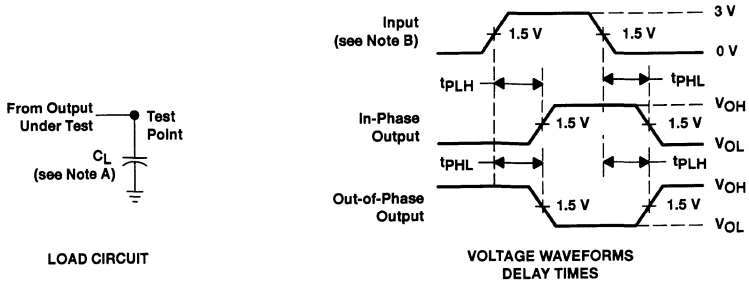 From Output
Under Test
Test
Point
CL
(see Note A)
LOAD CIRCUIT
Input
(see Note B)
1.5 V
1.5 V
3 V
0 V
tPLH
tPHL
In-Phase
Output
1.5 V
1.5 V
VOH
VOL
tPHL
tPLH
Out-of-Phase
Output
1.5 V
1.5 V
VOH
VOL
VOLTAGE WAVEFORMS
DELAY TIMES